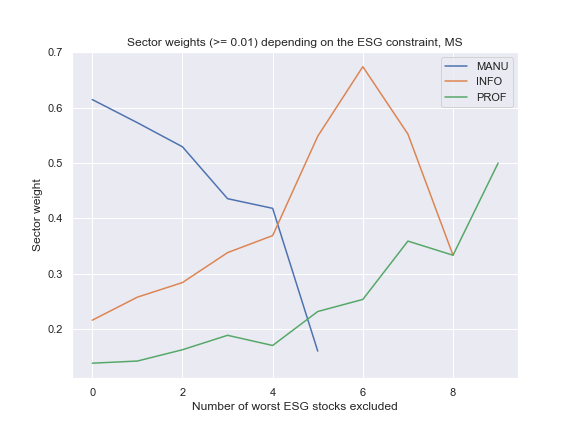 Sector weights (>= 0.01) depending on the ESG constraint, MS
MANU
INFO
PROF
Sector weight
0.7
0.6
0.5
0.4
0.3
0.2
0
2
4
6
8
Number of worst ESG stocks excluded